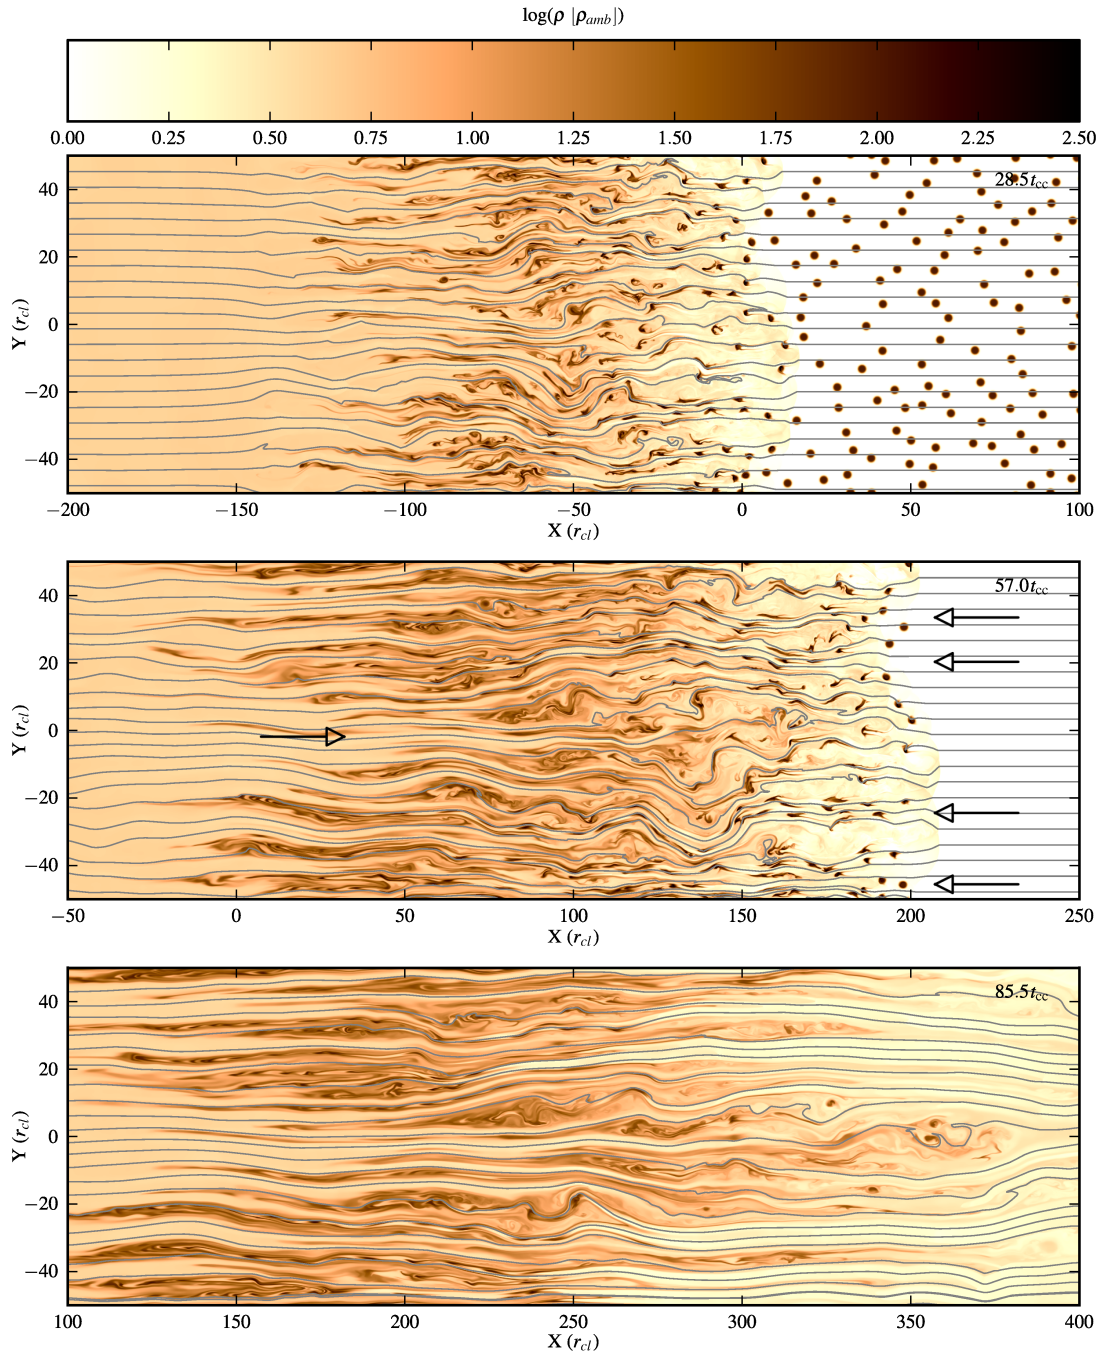 log(ρ [ρamb])
0.00 0.25 0.50 0.75 1.00 1.25 1.50 1.75 2.00 2.25 2.50
28.5tcc
40
20
0
−20
−40
Y (rcl)
−200 −150 −100 −50 0 50 100
X (rcl)
57.0tcc
40
20
0
−20
−40
Y (rcl)
−50 0 50 100 150 200 250
X (rcl)
85.5tcc
40
20
0
−20
−40
Y (rcl)
100 150 200 250 300 350 400
X (rcl)